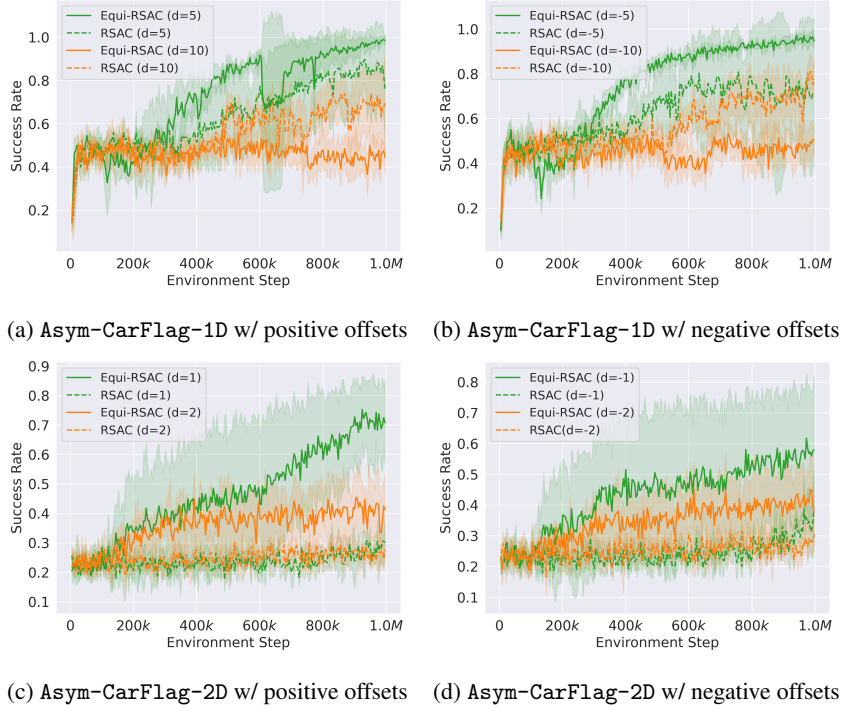 Equi-RSAC (d=5)
RSAC (d=5)
Equi-RSAC (d=10)
RSAC (d=10)
Success Rate
1.0
0.8
0.6
0.4
0.2
0 200k 400k 600k 800k 1.0M
Environment Step
(a) Asym-CarFlag-1D w/ positive offsets
Equi-RSAC (d=-5)
RSAC (d=-5)
Equi-RSAC (d=-10)
RSAC (d=-10)
Success Rate
1.0
0.8
0.6
0.4
0.2
0 200k 400k 600k 800k 1.0M
Environment Step
(b) Asym-CarFlag-1D w/ negative offsets
Equi-RSAC (d=1)
RSAC (d=1)
Equi-RSAC (d=2)
RSAC (d=2)
Success Rate
0.9
0.8
0.7
0.6
0.5
0.4
0.3
0.2
0.1
0 200k 400k 600k 800k 1.0M
Environment Step
(c) Asym-CarFlag-2D w/ positive offsets
Equi-RSAC (d=-1)
RSAC (d=-1)
Equi-RSAC (d=-2)
RSAC(d=-2)
Success Rate
0.8
0.7
0.6
0.5
0.4
0.3
0.2
0.1
0 200k 400k 600k 800k 1.0M
Environment Step
(d) Asym-CarFlag-2D w/ negative offsets